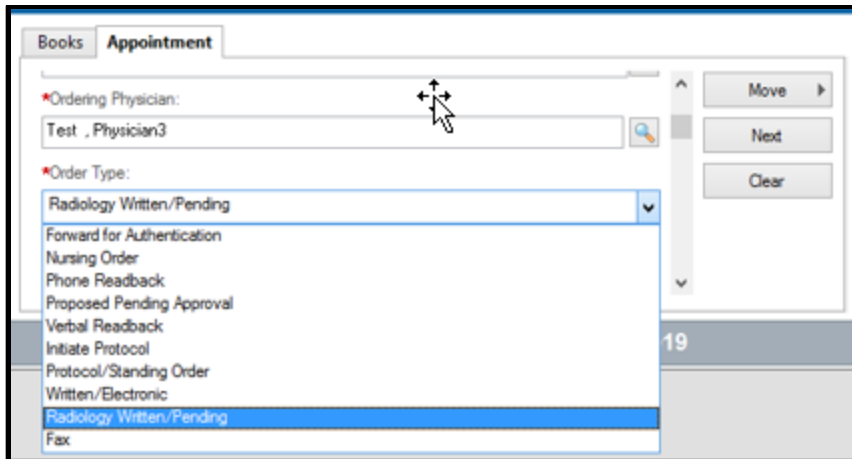 Books Appointment
*Ordering Physician:
Move
Test , Physician3
Next
*Order Type:
Clear
Radiology Written/Pending
Forward for Authentication
Nursing Order
Phone Readback
Proposed Pending Approval
Verbal Readback
Initiate Protocol
19
Protocol/Standing Order
Written/Electronic
Radiology Written/Pending
Fax